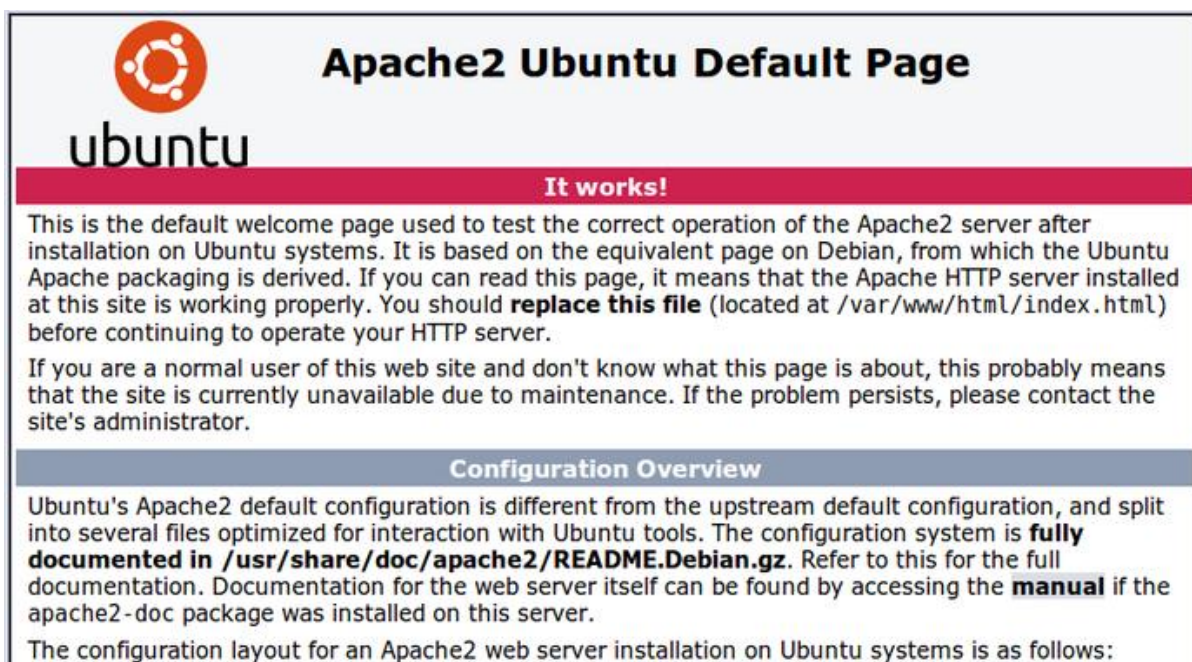 Apache2 Ubuntu Default Page
ubuntu
It works!
This is the default welcome page used to test the correct operation of the Apache2 server after
installation on Ubuntu systems. It is based on the equivalent page on Debian, from which the Ubuntu
Apache packaging is derived. If you can read this page, it means that the Apache HTTP server installed
at this site is working properly. You should replace this file (located at /var/www/html/index.html)
before continuing to operate your HTTP server.
If you are a normal user of this web site and don't know what this page is about, this probably means
that the site is currently unavailable due to maintenance. If the problem persists, please contact the
site's administrator.
Configuration Overview
Ubuntu's Apache2 default configuration is different from the upstream default configuration, and split
into several files optimized for interaction with Ubuntu tools. The configuration system is fully
documented in /usr/share/doc/apache2/README.Debian.gz. Refer to this for the full
documentation. Documentation for the web server itself can be found by accessing the manual if the
apache2-doc package was installed on this server.
The configuration layout for an Apache2 web server installation on Ubuntu systems is as follows: